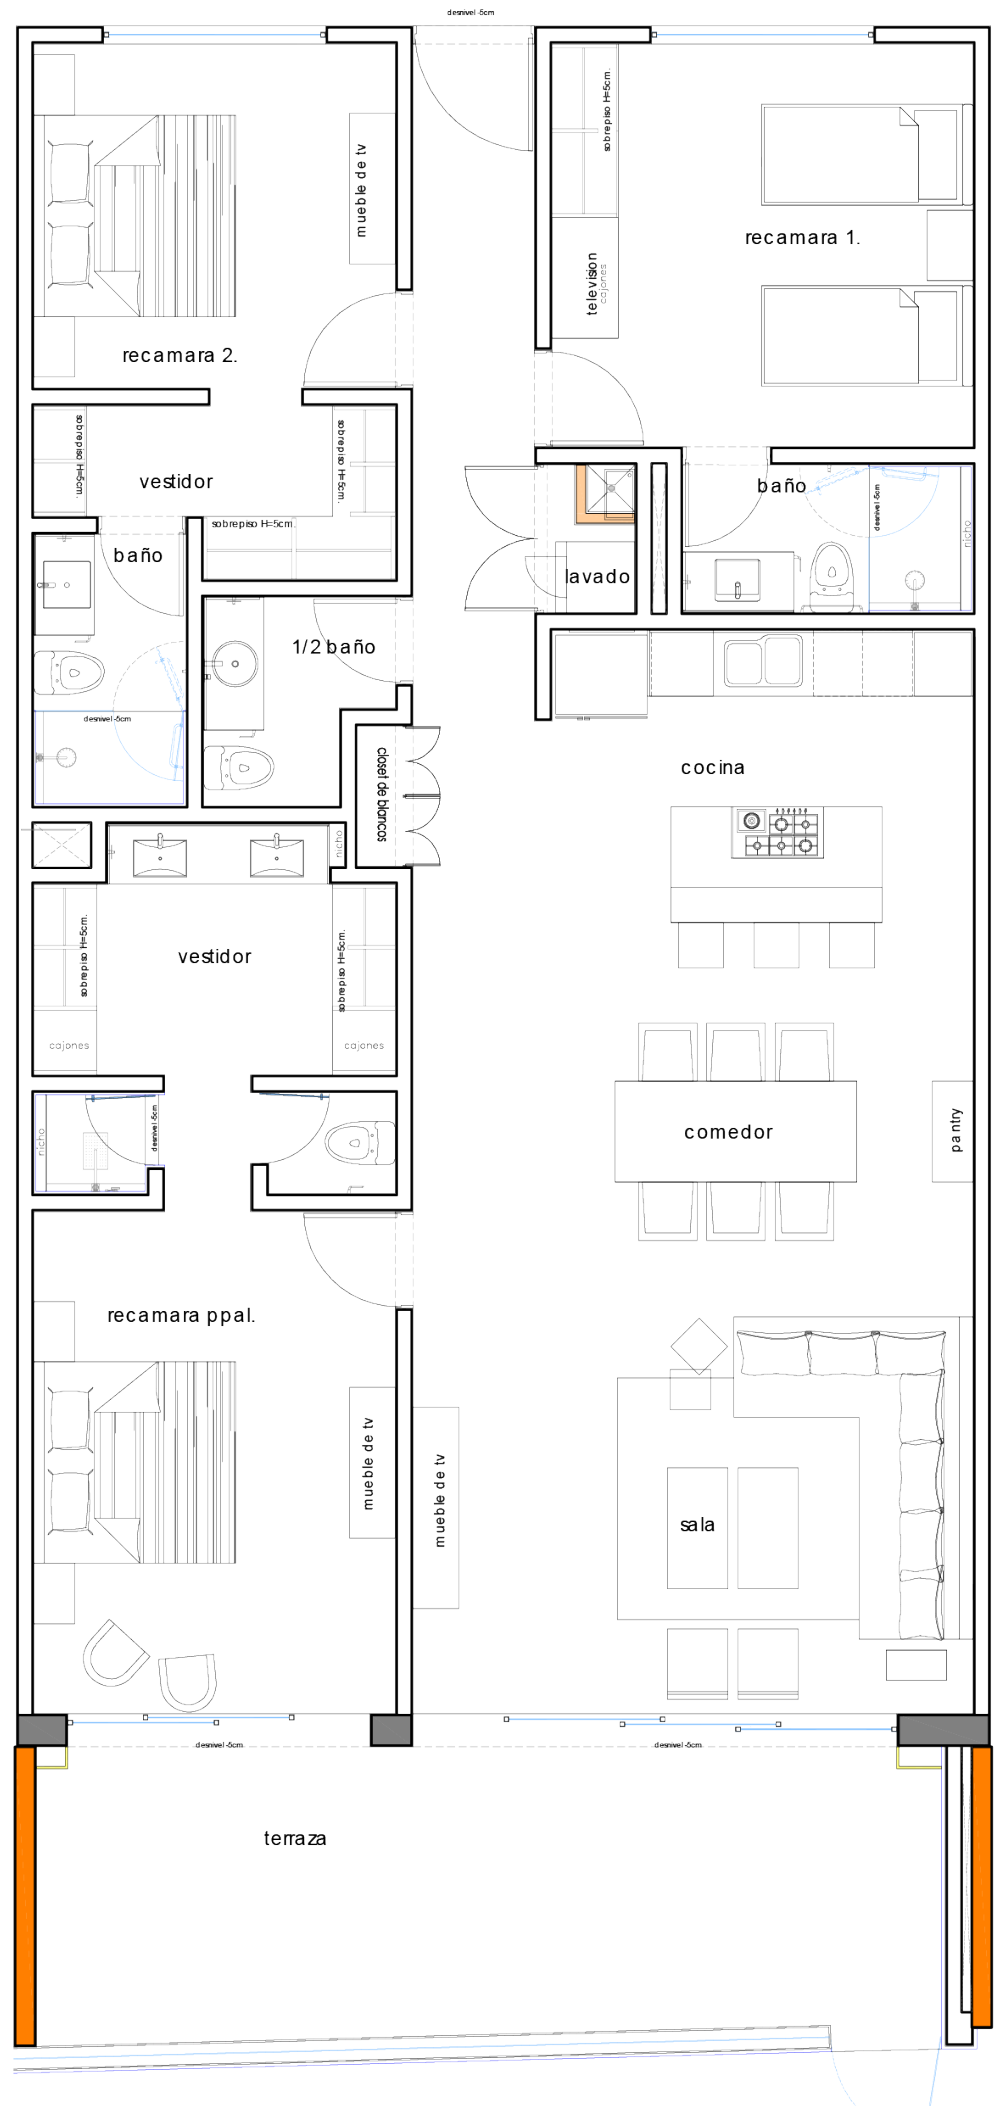 desnivel -5cm
sobrepiso H=5cm.
mueble de tv
recamara 1.
television
cajones
recamara 2.
sobrepiso H=5cm.
sobrepiso H=5cm.
vestidor
baño
desnivel -5cm
nicho
sobrepiso H=5cm.
baño
lavado
1/2 baño
desnivel -5cm
closet de blancos
cocina
nicho
sobrepiso H=5cm.
vestidor
sobrepiso H=5cm.
cajones
cajones
nicho
desnivel -5cm
comedor
pantry
recamara ppal.
mueble de tv
mueble de tv
sala
desnivel -5cm
desnivel -5cm
terraza